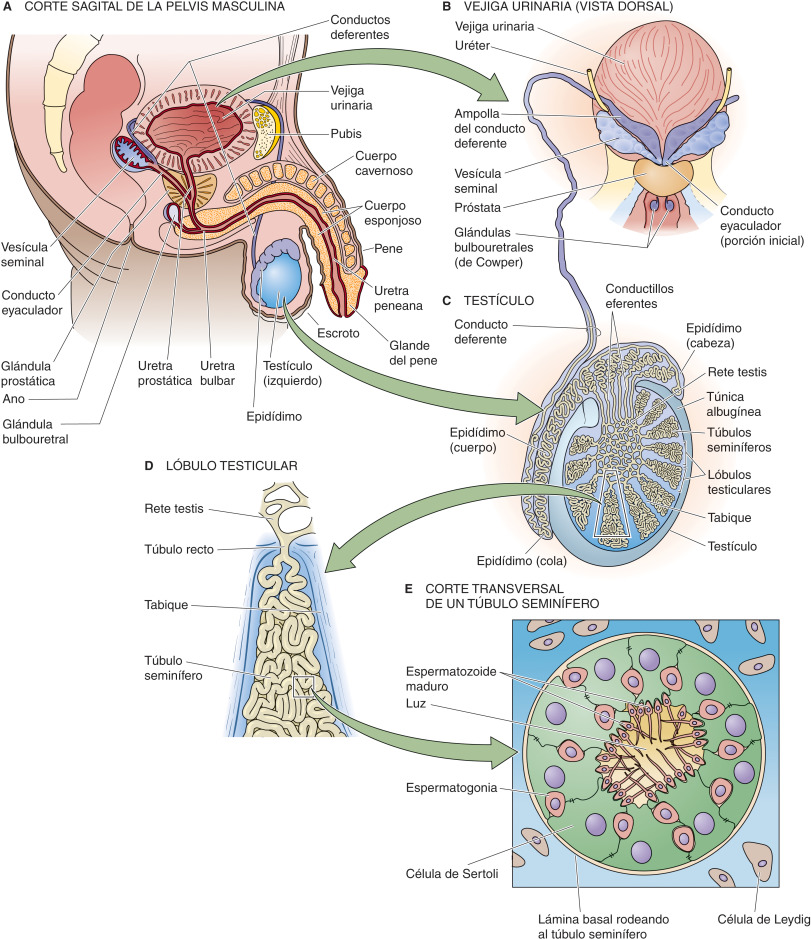 A CORTE SAGITAL DE LA PELVIS MASCULINA
Conductos
deferentes
Vejiga
urinaria
Pubis
Cuerpo
cavernoso
Cuerpo
esponjoso
Pene
Uretra
peneana
Glande
del pene
Escroto
Testículo
(izquierdo)
Epidídimo
Uretra
bulbar
Uretra
prostática
Vesícula
seminal
Conducto
eyaculador
Glándula
prostática
Ano
Glándula
bulbouretral
B VEJIGA URINARIA (VISTA DORSAL)
Vejiga urinaria
Uréter
Ampolla
del conducto
deferente
Vesícula
seminal
Próstata
Glándulas
bulbouretrales
(de Cowper)
Conducto
eyaculador
(porción inicial)
C TESTÍCULO
Conducto
deferente
Conductillos
eferentes
Epidídimo
(cabeza)
Rete testis
Túnica
albugínea
Túbulos
seminíferos
Lóbulos
testiculares
Tabique
Testículo
Epidídimo
(cuerpo)
Epidídimo (cola)
D LÓBULO TESTICULAR
Rete testis
Túbulo recto
Tabique
Túbulo
seminífero
E CORTE TRANSVERSAL
DE UN TÚBULO SEMINÍFERO
Espermatozoide
maduro
Luz
Espermatogonia
Célula de Sertoli
Lámina basal rodeando
al túbulo seminífero
Célula de Leydig